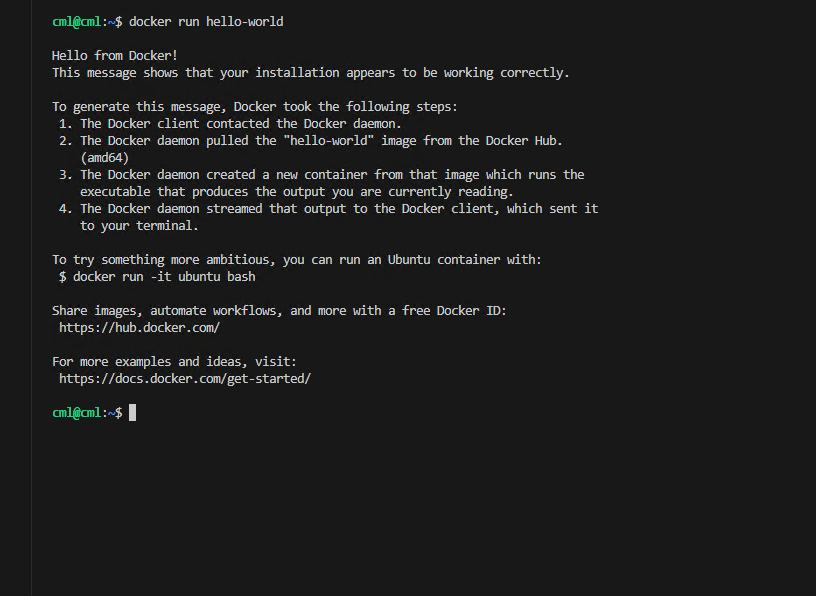 cml@cml:~$ docker run hello-world
Hello from Docker!
This message shows that your installation appears to be working correctly.
To generate this message, Docker took the following steps:
1. The Docker client contacted the Docker daemon.
2. The Docker daemon pulled the "hello-world" image from the Docker Hub.
(amd64)
3. The Docker daemon created a new container from that image which runs the
executable that produces the output you are currently reading.
4. The Docker daemon streamed that output to the Docker client, which sent it
to your terminal.
To try something more ambitious, you can run an Ubuntu container with:
$ docker run -it ubuntu bash
Share images, automate workflows, and more with a free Docker ID:
https://hub.docker.com/
For more examples and ideas, visit:
https://docs.docker.com/get-started/
cml@cml:~$